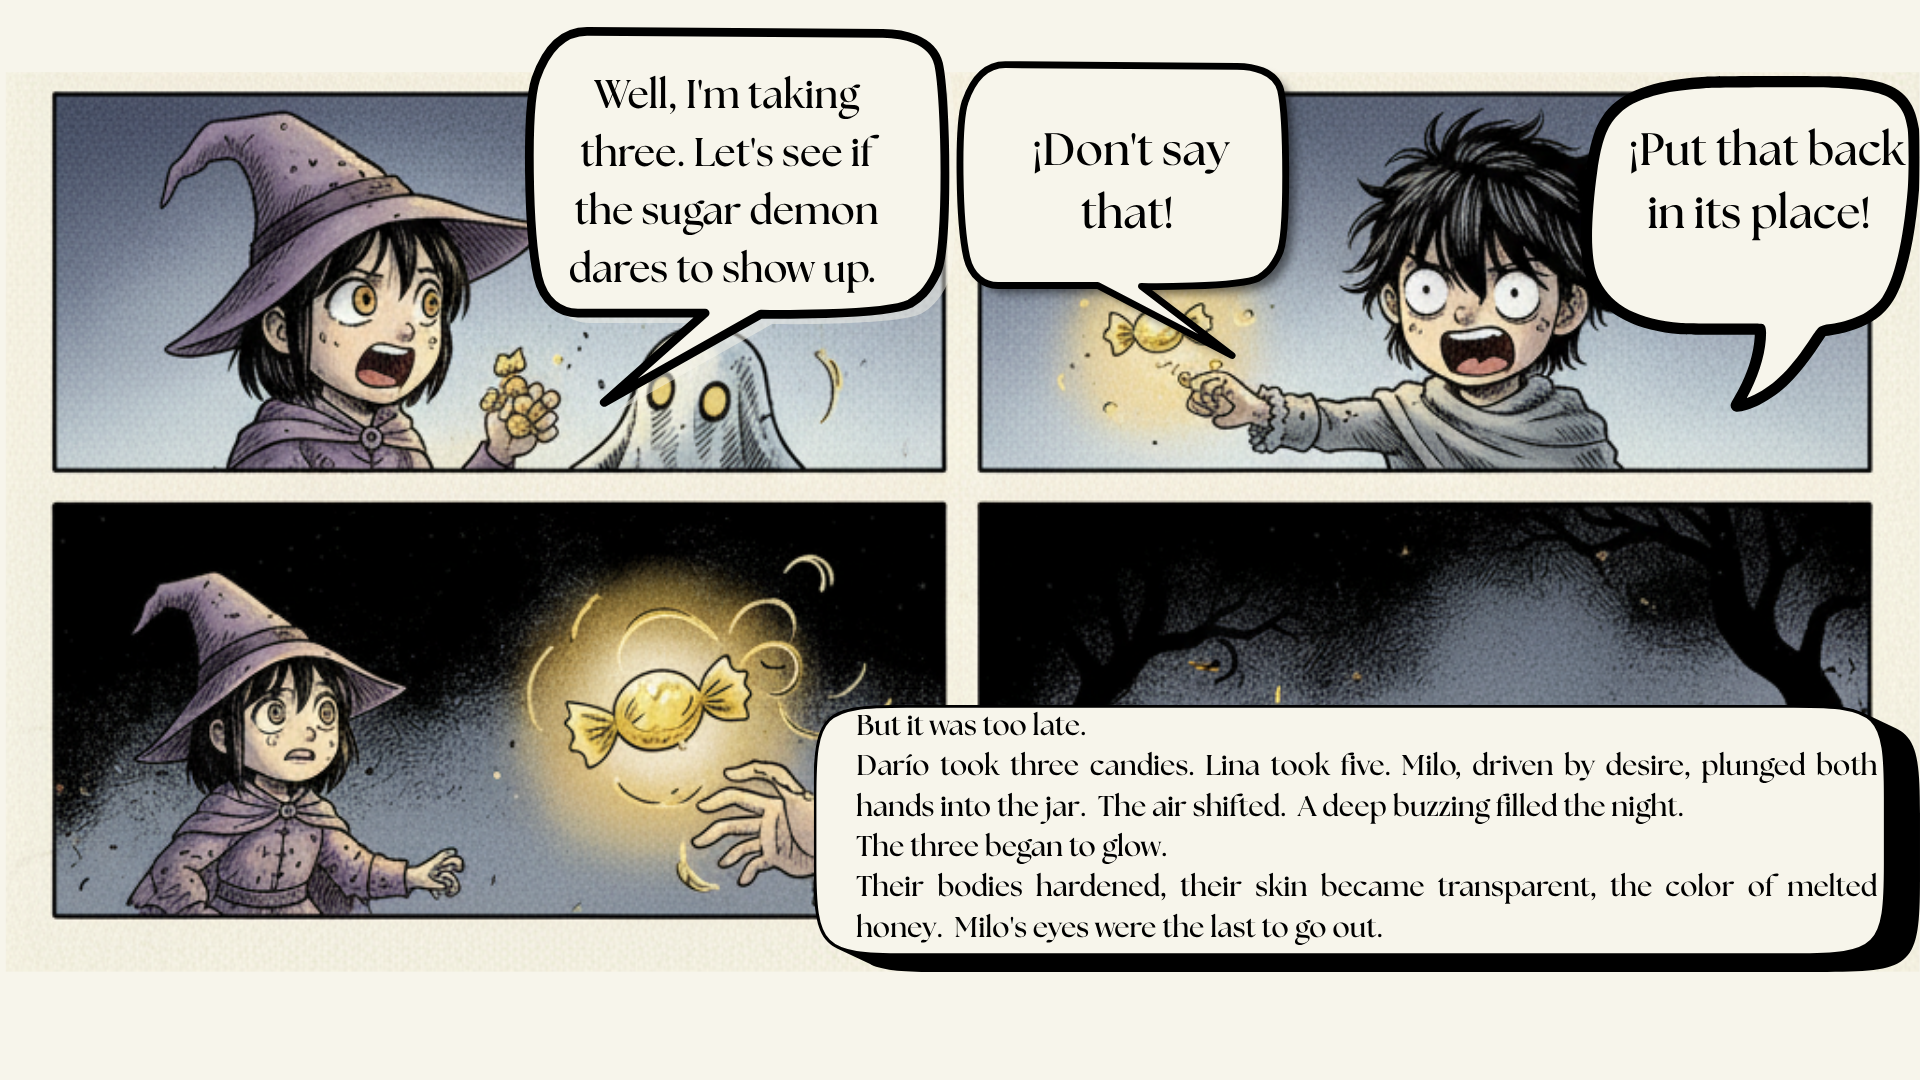 Well, I'm taking
three. Let's see if
the sugar demon
dares to show up.
¡Don't say
that!
¡Put that back
in its place!
But it was too late.
Darío took three candies. Lina took five. Milo, driven by desire, plunged both
hands into the jar. The air shifted. A deep buzzing filled the night.
The three began to glow.
Their bodies hardened, their skin became transparent, the color of melted
honey. Milo's eyes were the last to go out.